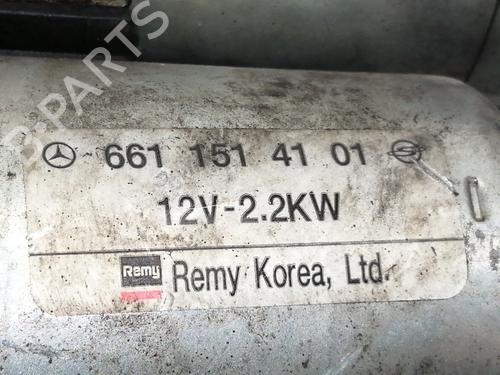 B-PARTS
661 151 41 01
12V-2.2KW
Remy Remy Korea, Ltd.